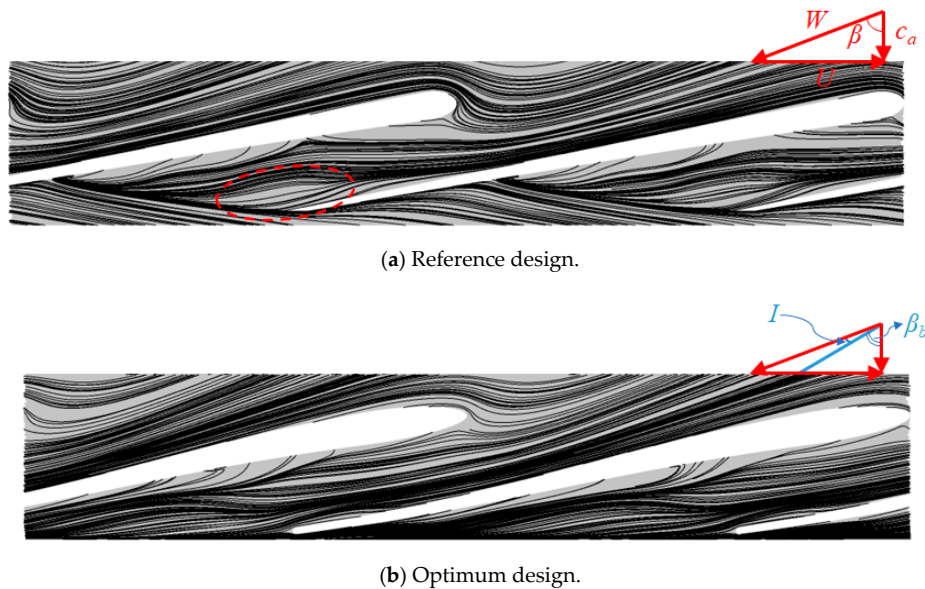 W
β
c_a
U
(a) Reference design.
I
β_b
(b) Optimum design.